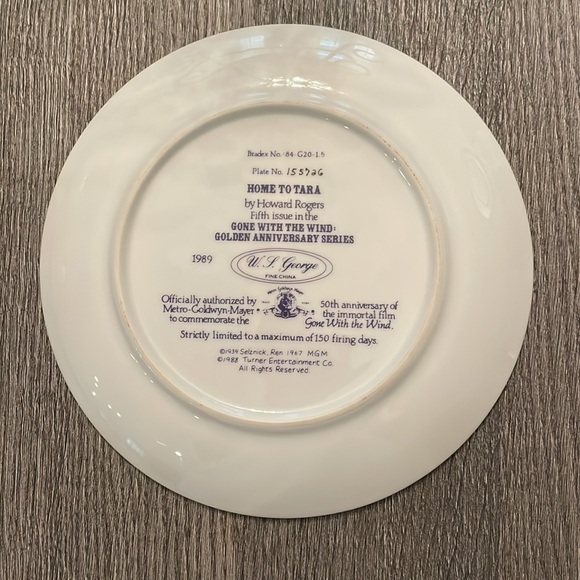 Bradex No. 84-G20-1.5
Plate No. 155726
HOME TO TARA
by Howard Rogers
Fifth issue in the
GONE WITH THE WIND:
GOLDEN ANNIVERSARY SERIES
1989
W. S. George
FINE CHINA
Metro Goldwyn Mayer
Officially authorized by
Metro-Goldwyn-Mayer
to commemorate the
50th anniversary of
the immortal film
Gone With the Wind.
Strictly limited to a maximum of 150 firing days.
©1939 Selznick, Ren. 1967 MGM
©1988 Turner Entertainment Co.
All Rights Reserved